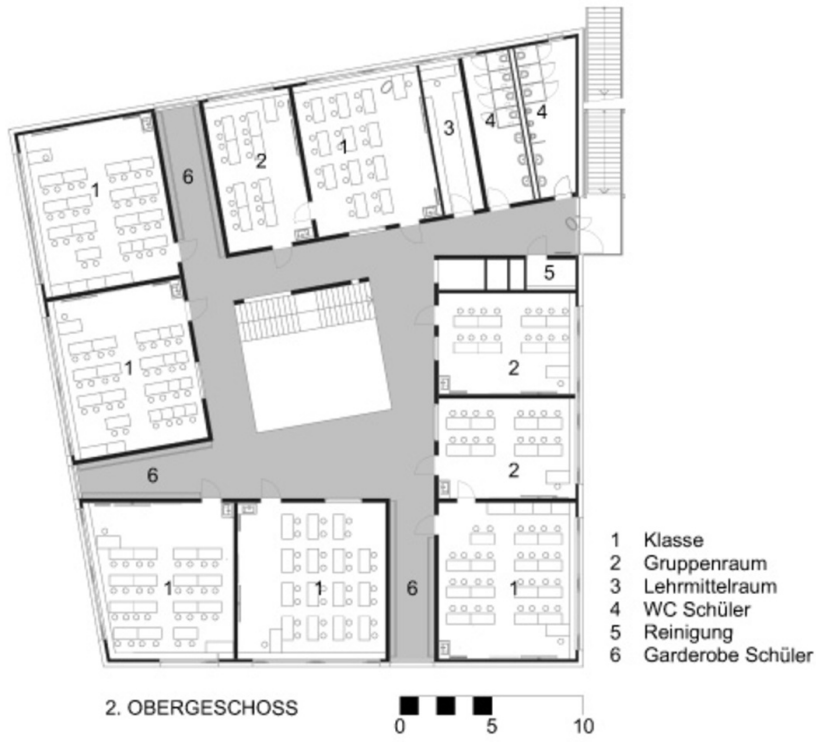 4
4
3
1
2
6
1
5
1
2
2
6
1
1
6
1
1 Klasse
2 Gruppenraum
3 Lehrmittelraum
4 WC Schüler
5 Reinigung
6 Garderobe Schüler
2. OBERGESCHOSS
0 5 10